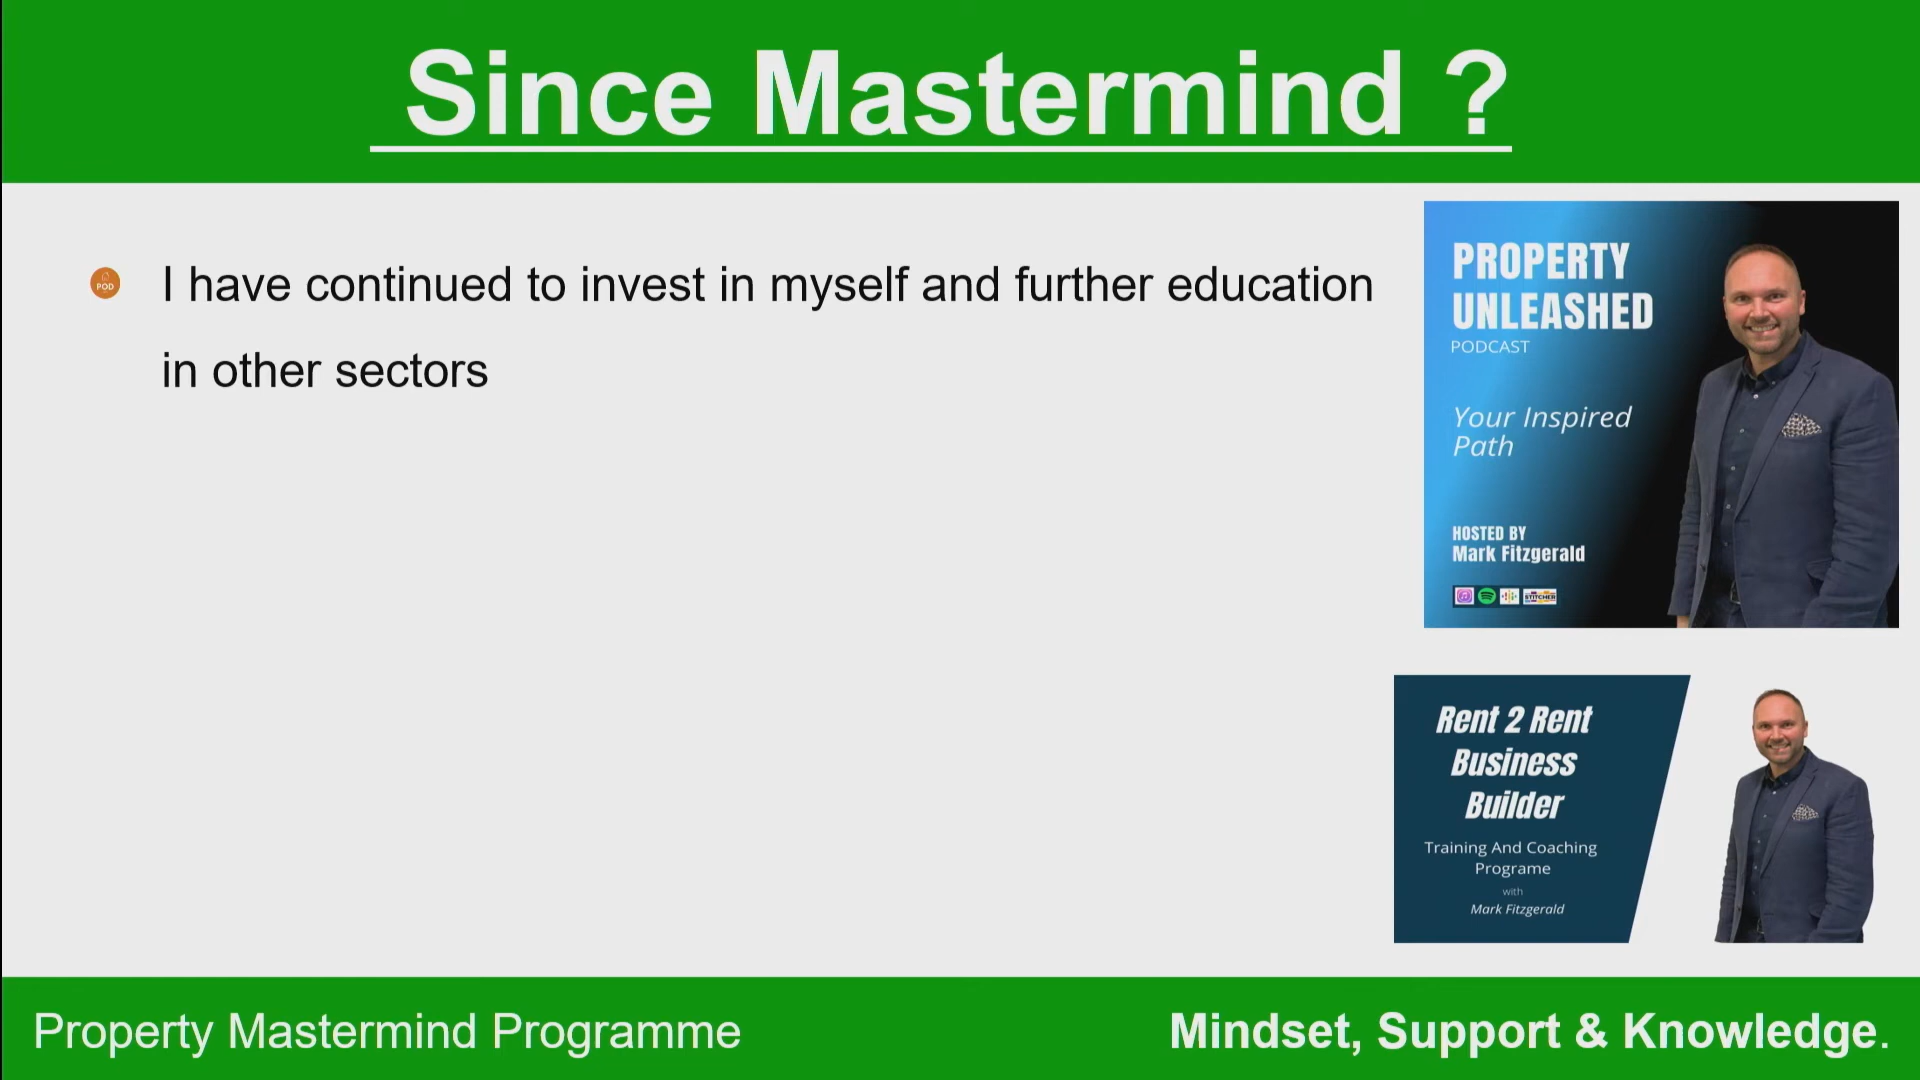 Since Mastermind ?
POD
I have continued to invest in myself and further education
in other sectors
PROPERTY
UNLEASHED
PODCAST
Your Inspired
Path
HOSTED BY
Mark Fitzgerald
STITCHER
Rent 2 Rent
Business
Builder
Training And Coaching
Programe
with
Mark Fitzgerald
Property Mastermind Programme
Mindset, Support & Knowledge.